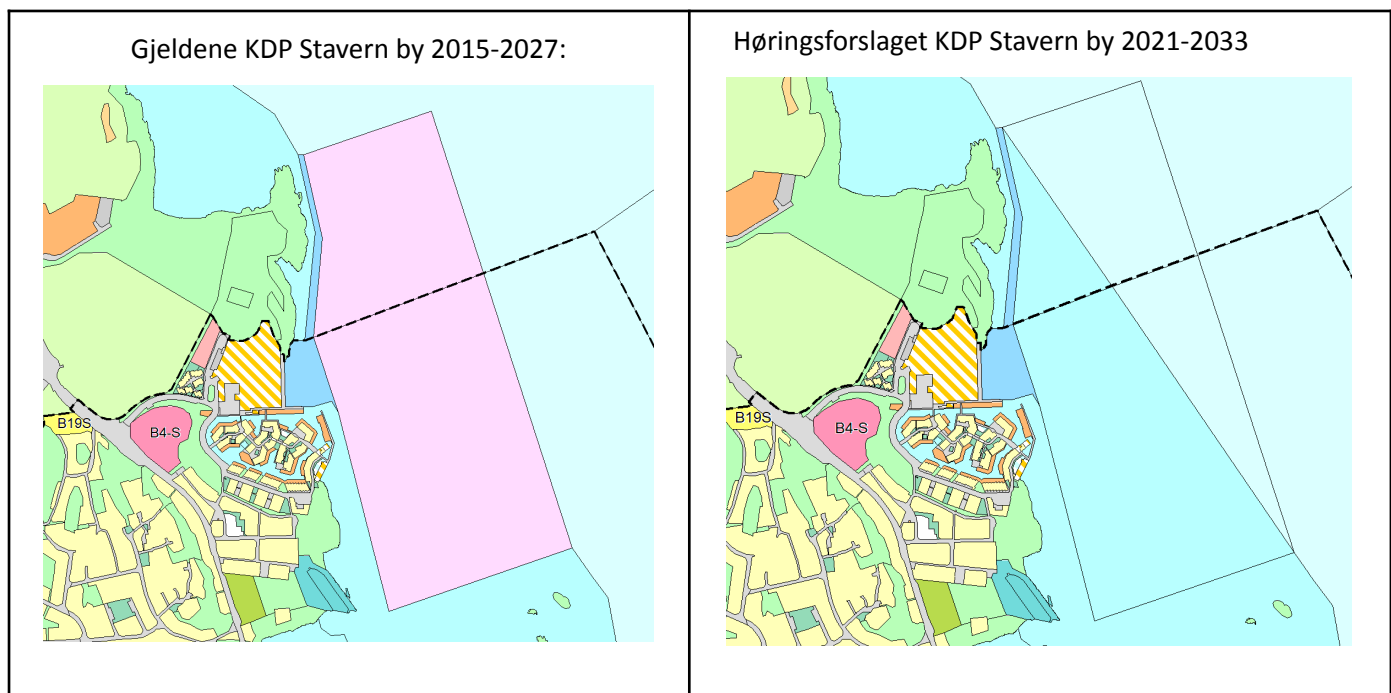 Gjeldene KDP Stavern by 2015-2027:
B19S
B4-S
Høringsforslaget KDP Stavern by 2021-2033
B19S
B4-S